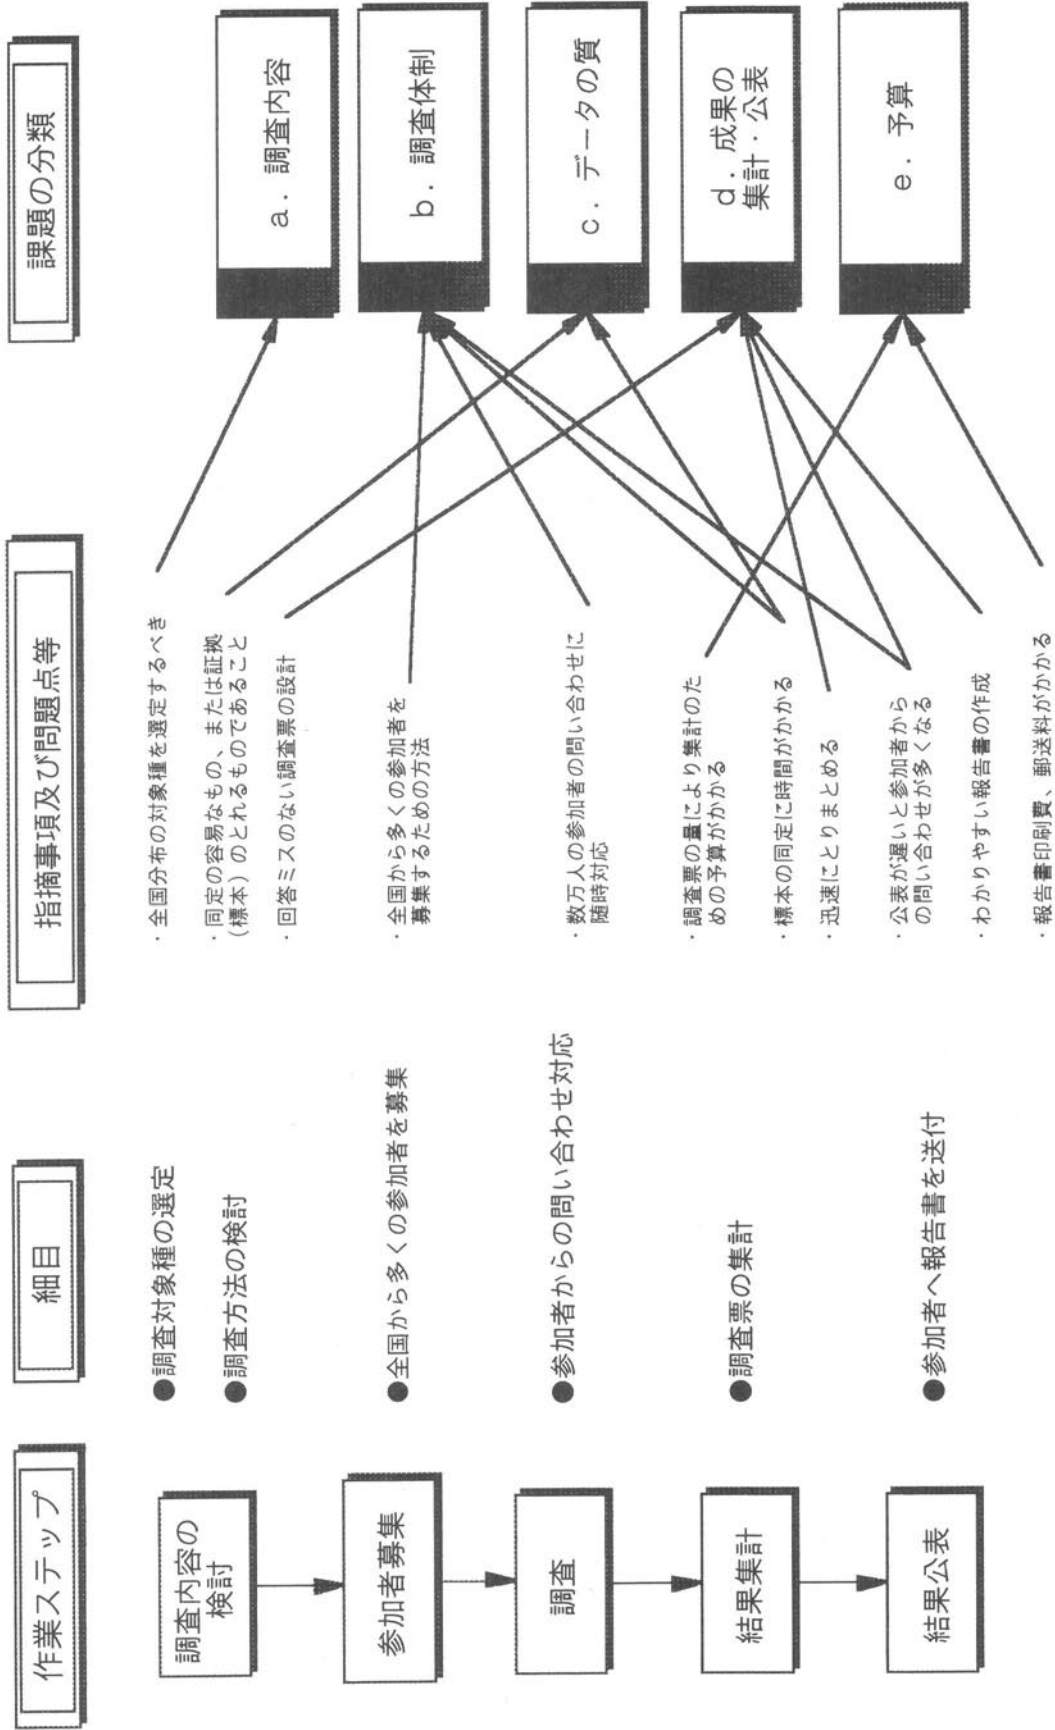 作業ステップ
細目
指摘事項及び問題点等
課題の分類
調査内容の
検討
参加者募集
調査
結果集計
結果公表
●調査対象種の選定
●調査方法の検討
●全国から多くの参加者を募集
●参加者からの問い合わせ対応
●調査票の集計
●参加者へ報告書を送付
・全国分布の対象種を選定するべき
・同定の容易なもの、または証拠
(標本)のとれるものであること
・回答ミスのない調査票の設計
・全国から多くの参加者を
募集するための方法
・数万人の参加者の問い合わせに
随時対応
・調査票の量により集計のた
めの予算がかかる
・標本の同定に時間がかかる
・迅速にとりまとめる
・公表が遅いと参加者から
の問い合わせが多くなる
・わかりやすい報告書の作成
・報告書印刷費、郵送料がかかる
a．調査内容
b．調査体制
c．データの質
d．成果の
集計・公表
e．予算